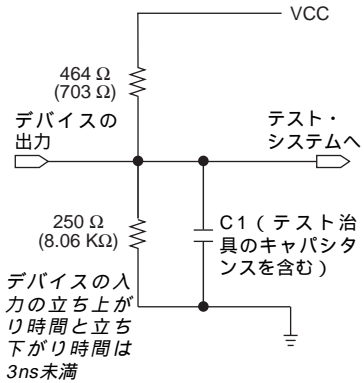 VCC
464 Ω
(703 Ω)
デバイスの
出力
テスト・
システムへ
250 Ω
(8.06 KΩ)
C1(テスト治
具のキャパシタ
ンスを含む)
デバイスの入
力の立ち上が
り時間と立ち
下がり時間は
3ns未満